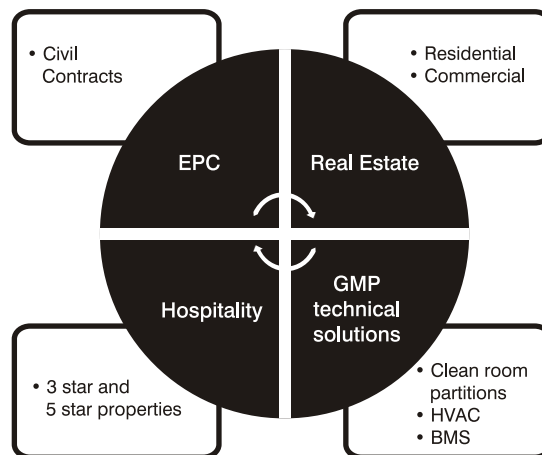 • Civil
Contracts
• Residential
• Commercial
EPC
Real Estate
Hospitality
GMP
technical
solutions
• 3 star and
5 star properties
• Clean room
partitions
• HVAC
• BMS